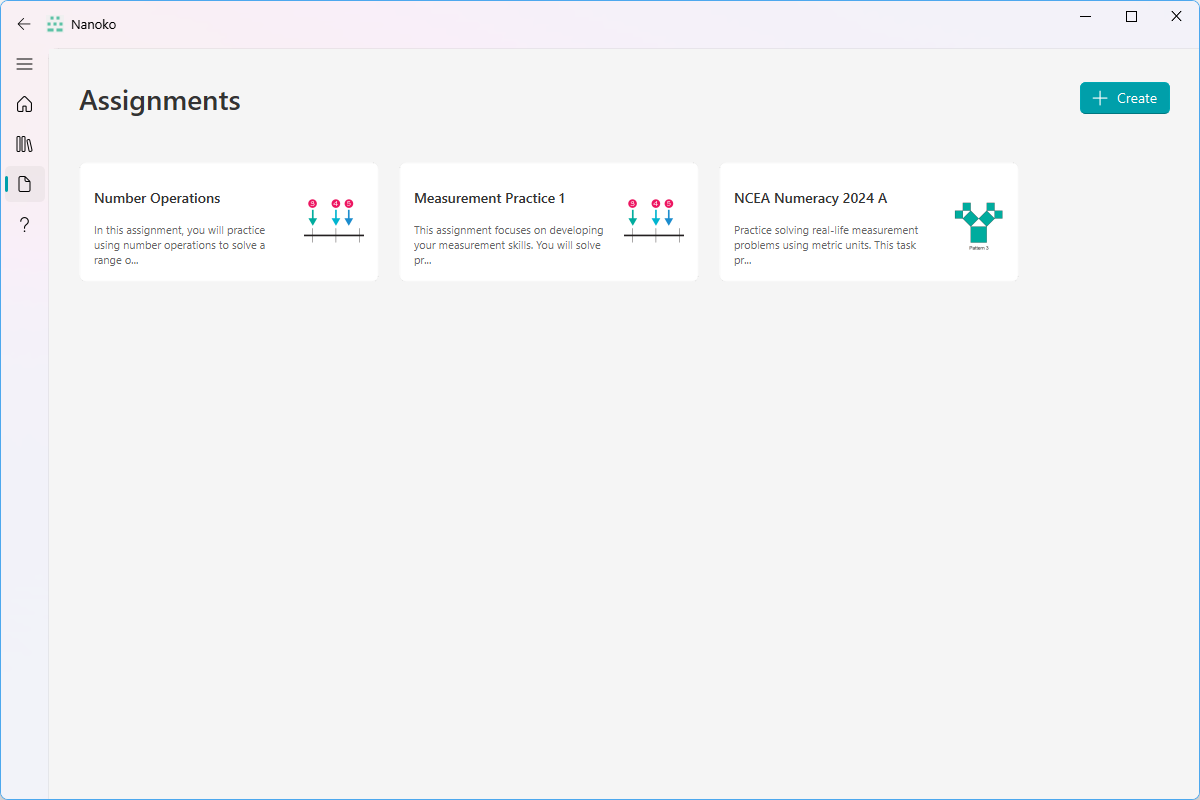 Nanoko
Assignments
Create
Number Operations
In this assignment, you will practice
using number operations to solve a
range o...
3 4 5
Measurement Practice 1
This assignment focuses on developing
your measurement skills. You will solve
pr...
3 4 5
NCEA Numeracy 2024 A
Practice solving real-life measurement
problems using metric units. This task
pr...
Pattern 3